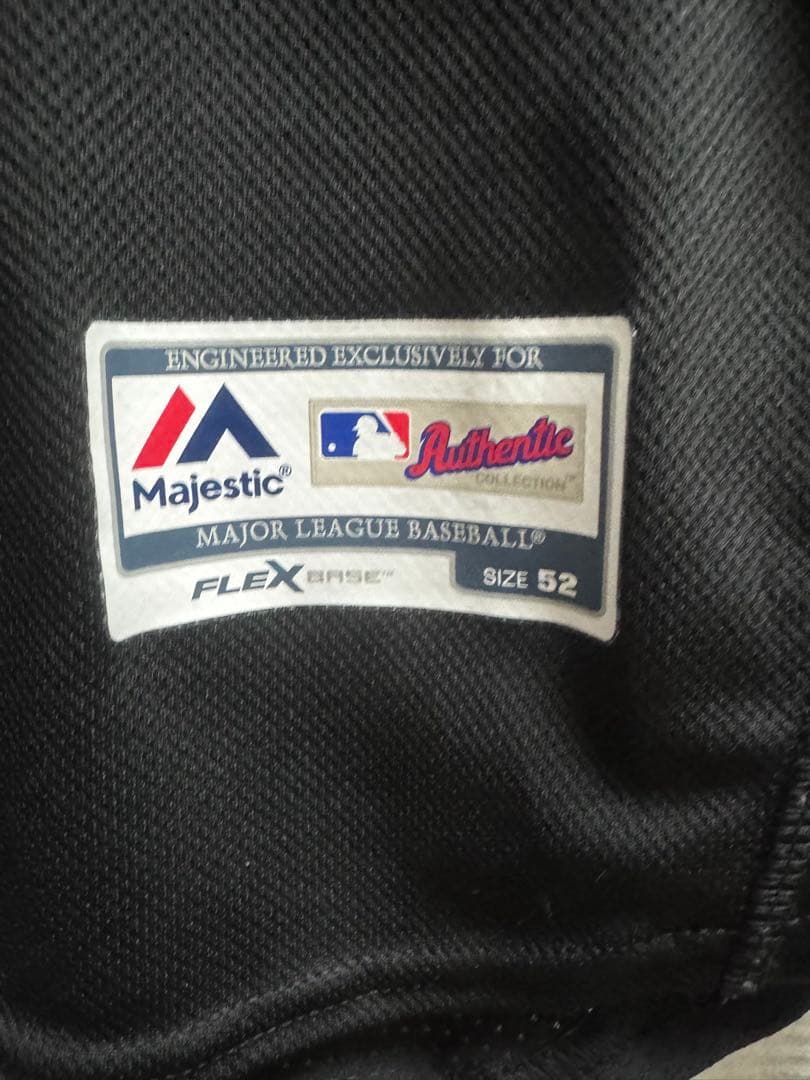 ENGINEERED EXCLUSIVELY FOR
Majestic®
Authentic
COLLECTION™
MAJOR LEAGUE BASEBALL®
FLEXBASE™
SIZE 52